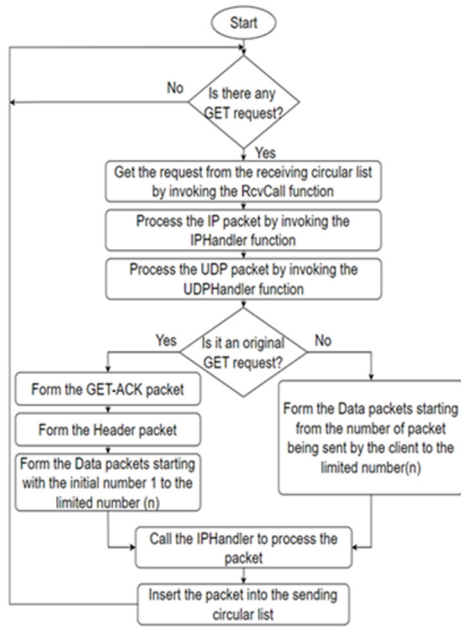 Start
Is there any
GET request?
No
Yes
Get the request from the receiving circular list
by invoking the RcvCall function
Process the IP packet by invoking the
IPHandler function
Process the UDP packet by invoking the
UDPHandler function
Is it an original
GET request?
Yes
No
Form the GET-ACK packet
Form the Header packet
Form the Data packets starting
with the initial number 1 to the
limited number (n)
Form the Data packets starting
from the number of packet
being sent by the client to the
limited number(n)
Call the IPHandler to process the
packet
Insert the packet into the sending
circular list